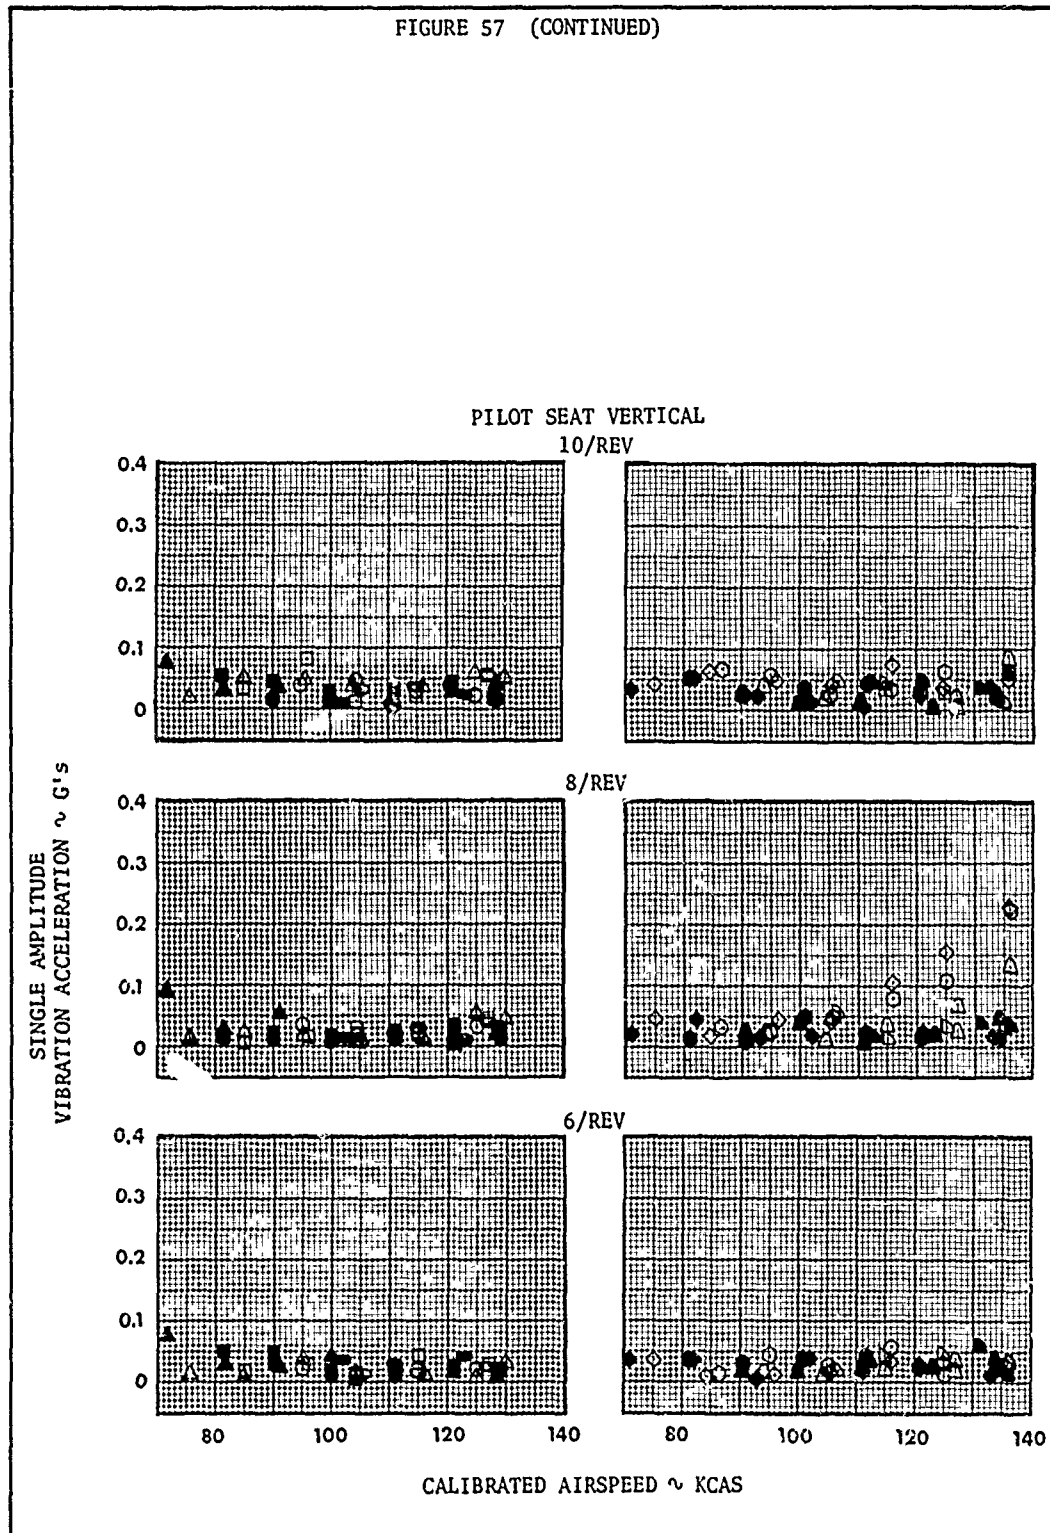 FIGURE 57 (CONTINUED)
PILOT SEAT VERTICAL
10/REV
0.4
0.3
0.2
0.1
0
8/REV
0.4
0.3
0.2
0.1
0
SINGLE AMPLITUDE
VIBRATION ACCELERATION ~ G's
6/REV
0.4
0.3
0.2
0.1
0
80 100 120 140 80 100 120 140
CALIBRATED AIRSPEED ~ KCAS